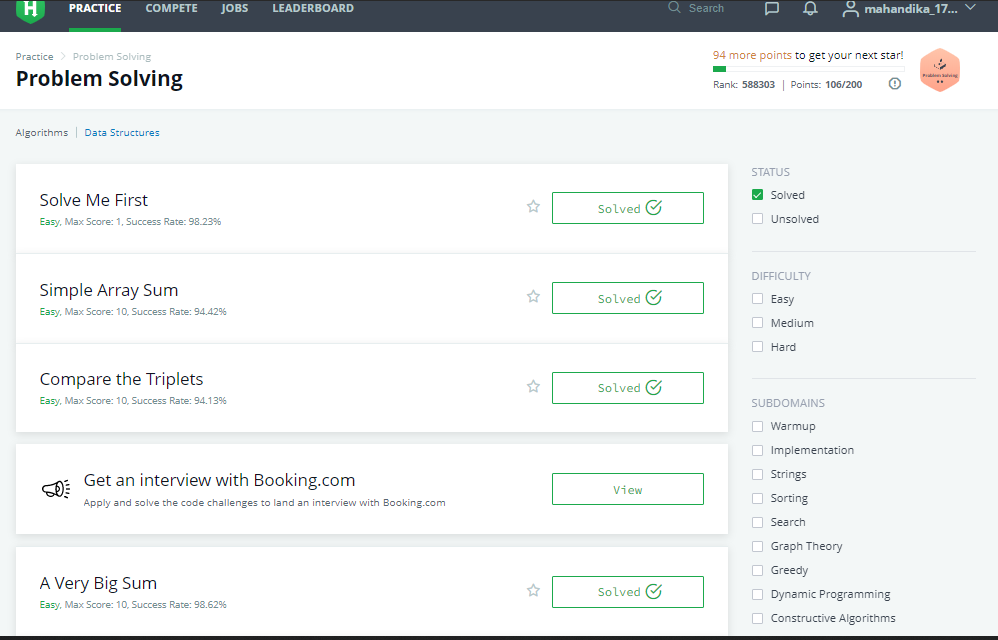 H PRACTICE COMPETE JOBS LEADERBOARD Search mahandika_17...
Practice > Problem Solving
Problem Solving
94 more points to get your next star!
Rank: 588303 | Points: 106/200
Problem Solving
Algorithms | Data Structures
Solve Me First
Easy, Max Score: 1, Success Rate: 98.23%
Solved
Simple Array Sum
Easy, Max Score: 10, Success Rate: 94.42%
Solved
Compare the Triplets
Easy, Max Score: 10, Success Rate: 94.13%
Solved
Get an interview with Booking.com
Apply and solve the code challenges to land an interview with Booking.com
View
A Very Big Sum
Easy, Max Score: 10, Success Rate: 98.62%
Solved
STATUS
Solved
Unsolved
DIFFICULTY
Easy
Medium
Hard
SUBDOMAINS
Warmup
Implementation
Strings
Sorting
Search
Graph Theory
Greedy
Dynamic Programming
Constructive Algorithms